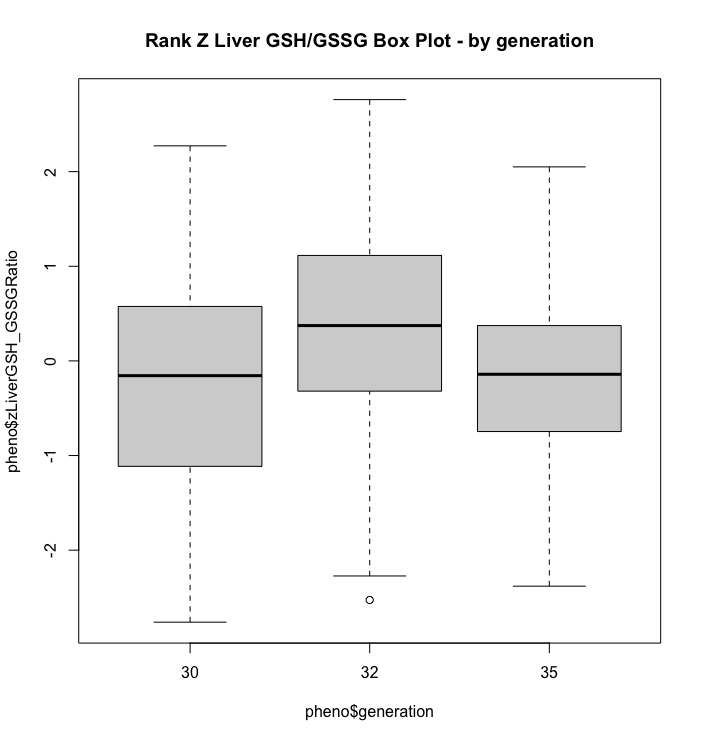 Rank Z Liver GSH/GSSG Box Plot - by generation
pheno$zLiverGSH_GSSGRatio
2
1
0
-1
-2
30 32 35
pheno$generation